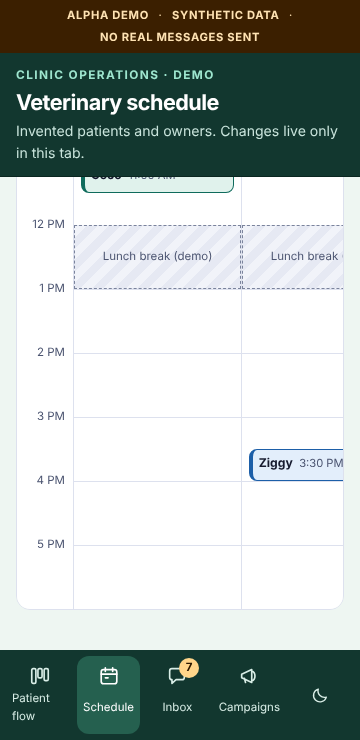 ALPHA DEMO · SYNTHETIC DATA ·
NO REAL MESSAGES SENT
CLINIC OPERATIONS · DEMO
Veterinary schedule
Invented patients and owners. Changes live only
in this tab.
12 PM
Lunch break (demo)
Lunch break
1 PM
2 PM
3 PM
Ziggy 3:30 PM
4 PM
5 PM
Patient
flow
Schedule
7
Inbox
Campaigns